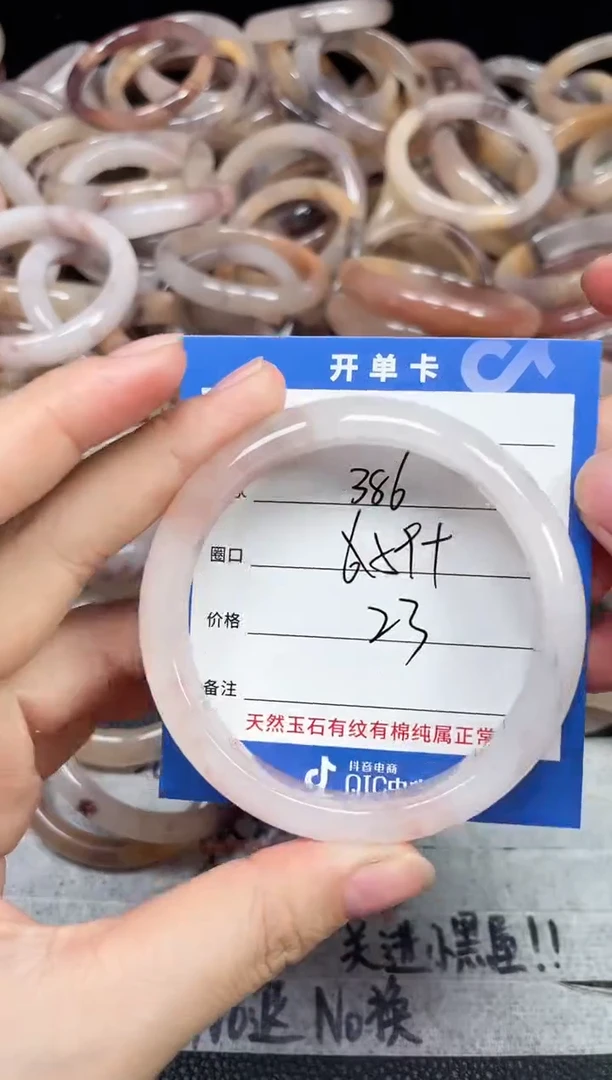 开单卡
386
圈口
价格 23
备注
天然玉石有纹有棉纯属正常
抖音电商
QIC
关进小黑屋!!
No退 No换